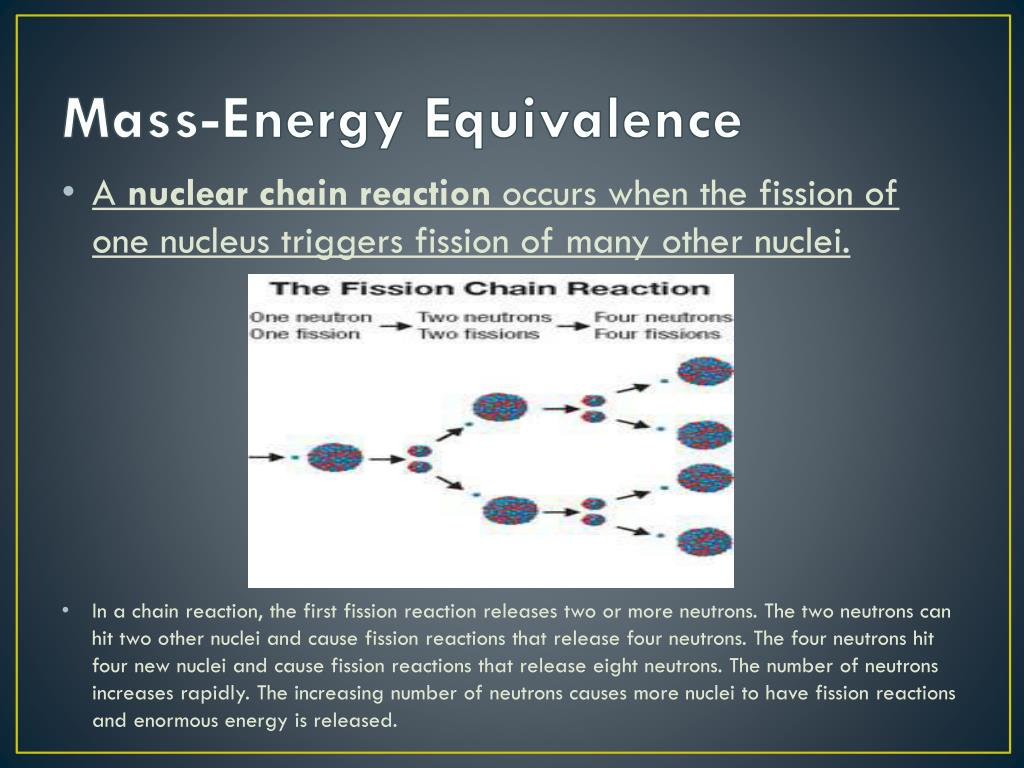 Mass-Energy Equivalence
• A nuclear chain reaction occurs when the fission of
one nucleus triggers fission of many other nuclei.
The Fission Chain Reaction
One neutron Two neutrons Four neutrons
One fission Two fissions Four fissions
• In a chain reaction, the first fission reaction releases two or more neutrons. The two neutrons can
hit two other nuclei and cause fission reactions that release four neutrons. The four neutrons hit
four new nuclei and cause fission reactions that release eight neutrons. The number of neutrons
increases rapidly. The increasing number of neutrons causes more nuclei to have fission reactions
and enormous energy is released.